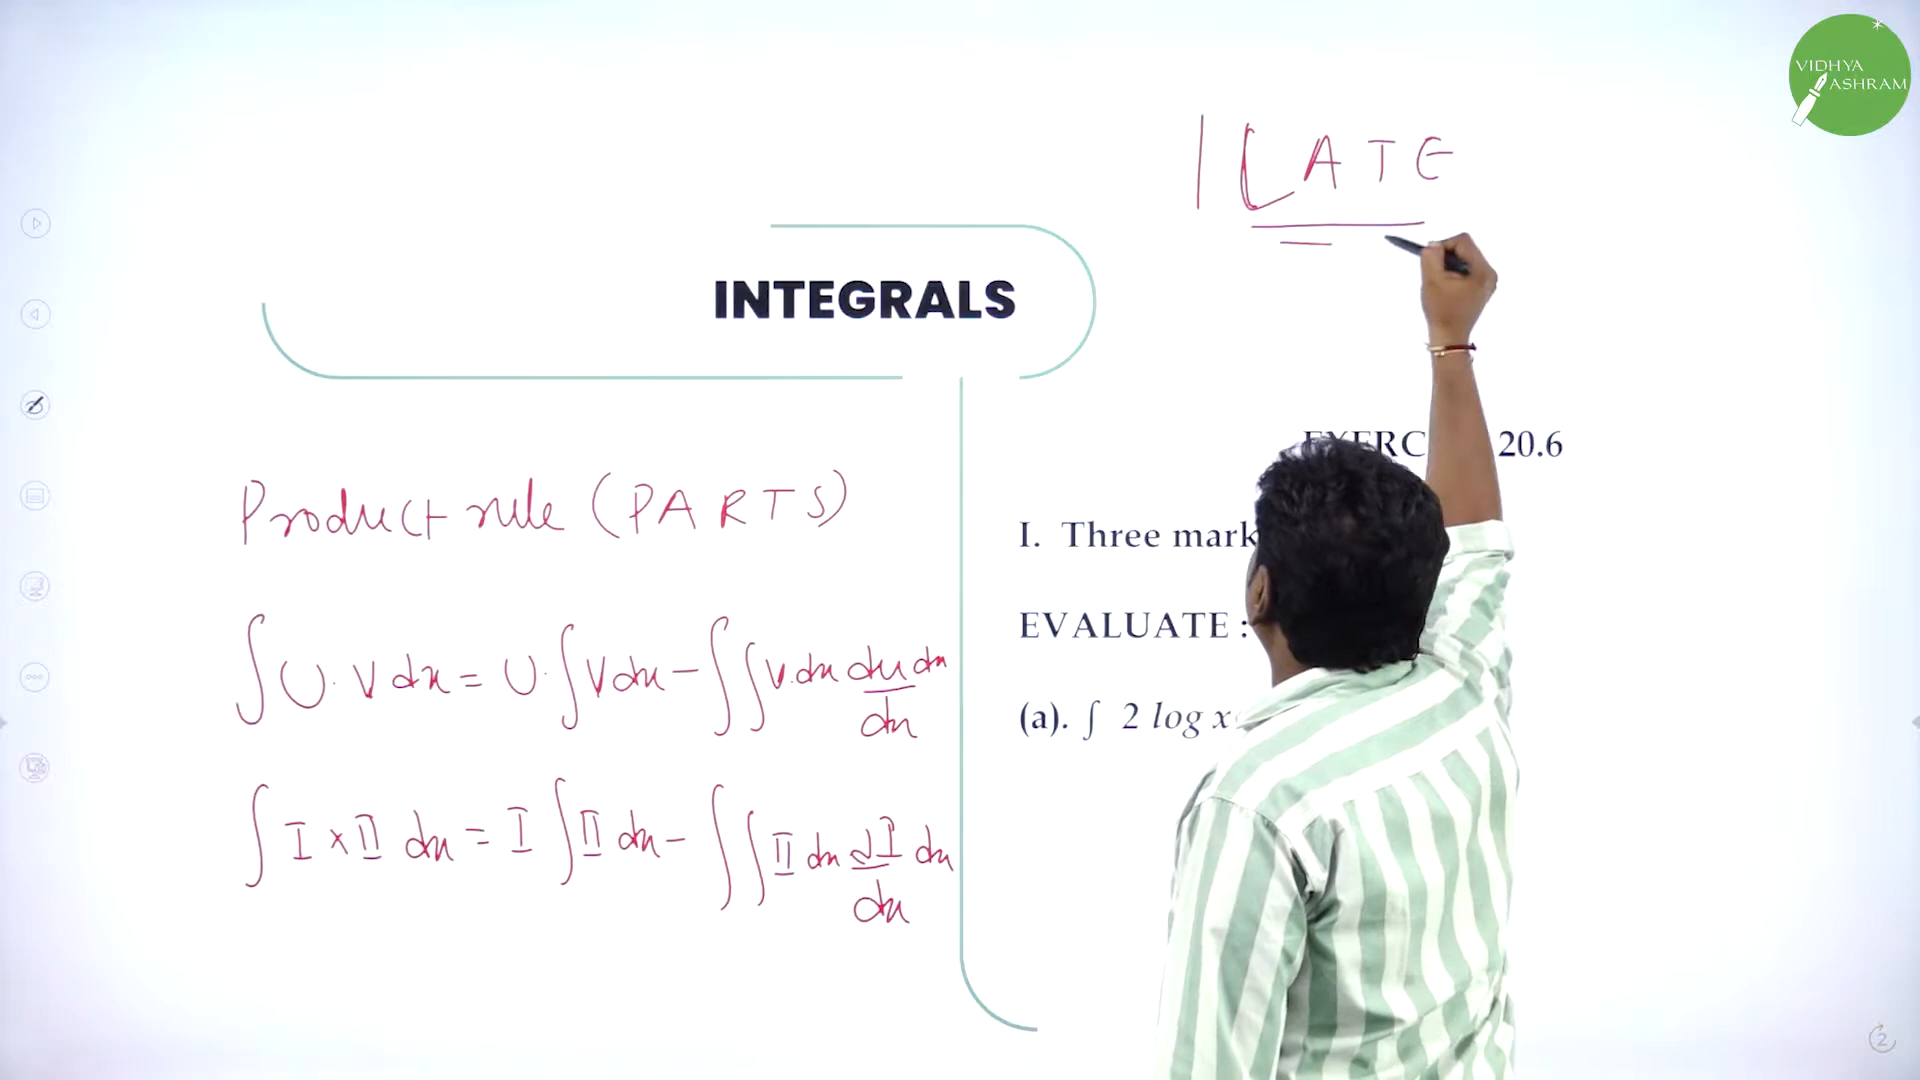 VIDHYA
ASHRAM
ILATE
INTEGRALS
Product rule (PARTS)
∫ U. V dx = U. ∫ V dx - ∫ ∫ V. dx du/dx dx
∫ I × II dx = I ∫ II dx - ∫ ∫ II dx dI/dx dx
20.6
I. Three mark
EVALUATE :
(a). ∫ 2 log x
2